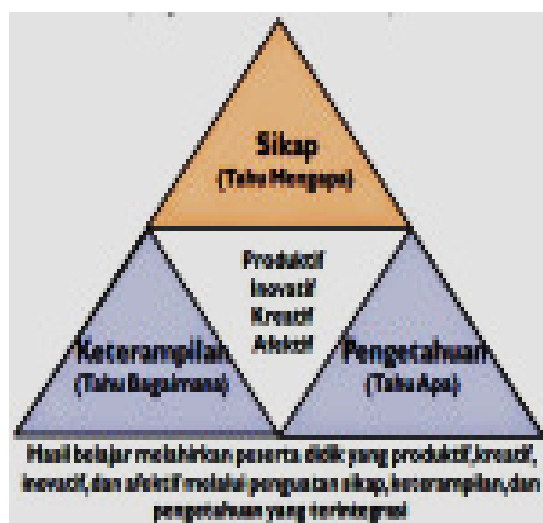 Sikap
(Tahu Mengapa)
Produktif
Inovatif
Kreatif
Afektif
Keterampilan
(Tahu Bagaimana)
Pengetahuan
(Tahu Apa)
Hasil belajar melahirkan peserta didik yang produktif, kreatif,
inovatif, dan afektif melalui penguatan sikap, keterampilan, dan
pengetahuan yang terintegrasi